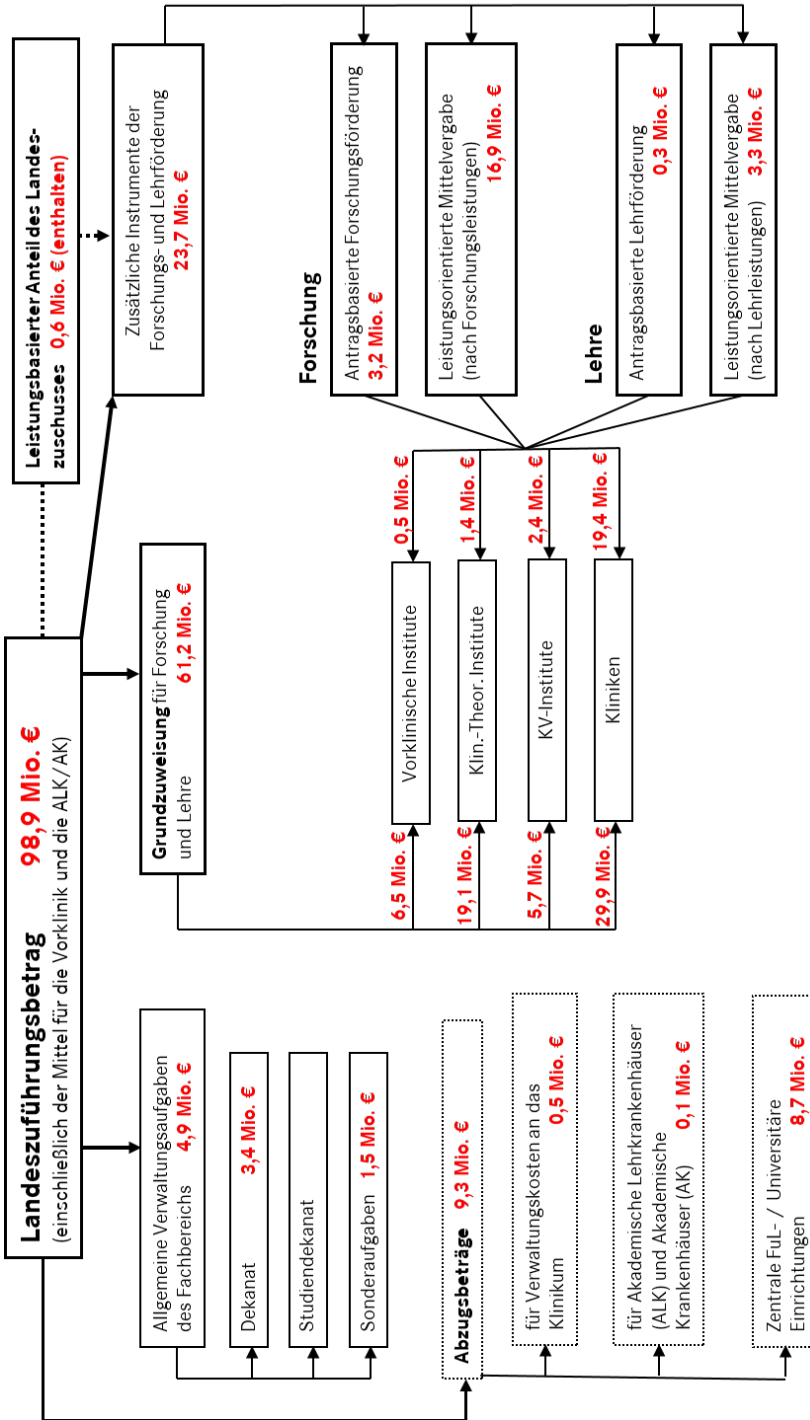 Landeszuführungsbetrag 98,9 Mio. €
(einschließlich der Mittel für die Vorklinik und die ALK/AK)
Leistungsbasierter Anteil des Landes-
zuschusses 0,6 Mio. € (enthalten)
Allgemeine Verwaltungsaufgaben
des Fachbereichs 4,9 Mio. €
Dekanat 3,4 Mio. €
Studiendekanat
Sonderaufgaben 1,5 Mio. €
Abzugsbeträge 9,3 Mio. €
für Verwaltungskosten an das
Klinikum 0,5 Mio. €
für Akademische Lehrkrankenhäuser
(ALK) und Akademische
Krankenhäuser (AK) 0,1 Mio. €
Zentrale FuL- / Universitäre
Einrichtungen 8,7 Mio. €
Grundzuweisung für Forschung
und Lehre 61,2 Mio. €
6,5 Mio. € Vorklinische Institute 0,5 Mio. €
19,1 Mio. € Klin.-Theor. Institute 1,4 Mio. €
5,7 Mio. € KV-Institute 2,4 Mio. €
29,9 Mio. € Kliniken 19,4 Mio. €
Zusätzliche Instrumente der
Forschungs- und Lehrförderung
23,7 Mio. €
Forschung
Antragsbasierte Forschungsförderung
3,2 Mio. €
Leistungsorientierte Mittelvergabe
(nach Forschungsleistungen)
16,9 Mio. €
Lehre
Antragsbasierte Lehrförderung
0,3 Mio. €
Leistungsorientierte Mittelvergabe
(nach Lehrleistungen) 3,3 Mio. €